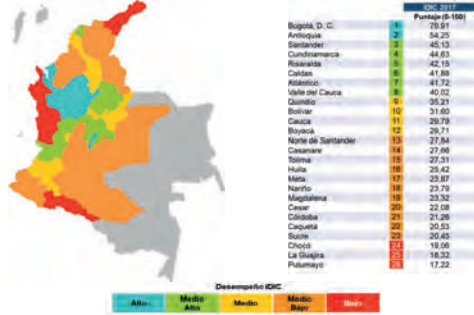 IDIC 2017
Puntaje (0-100)
Bogotá, D. C. 1 70,91
Antioquia 2 54,25
Santander 3 45,13
Cundinamarca 4 44,63
Risaralda 5 42,15
Caldas 6 41,88
Atlántico 7 41,72
Valle del Cauca 8 40,02
Quindío 9 35,21
Bolívar 10 31,60
Cauca 11 29,79
Boyacá 12 29,71
Norte de Santander 13 27,84
Casanare 14 27,66
Tolima 15 27,31
Huila 16 25,42
Meta 17 23,87
Nariño 18 23,79
Magdalena 19 23,32
Cesar 20 22,08
Córdoba 21 21,26
Caquetá 22 20,53
Sucre 23 20,45
Chocó 24 19,06
La Guajira 25 18,32
Putumayo 26 17,22
Desempeño IDIC
Alto Medio Alto Medio Medio Bajo Bajo